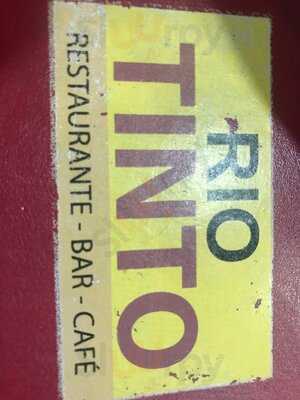 RIO
TINTO
RESTAURANTE - BAR - CAFÉ